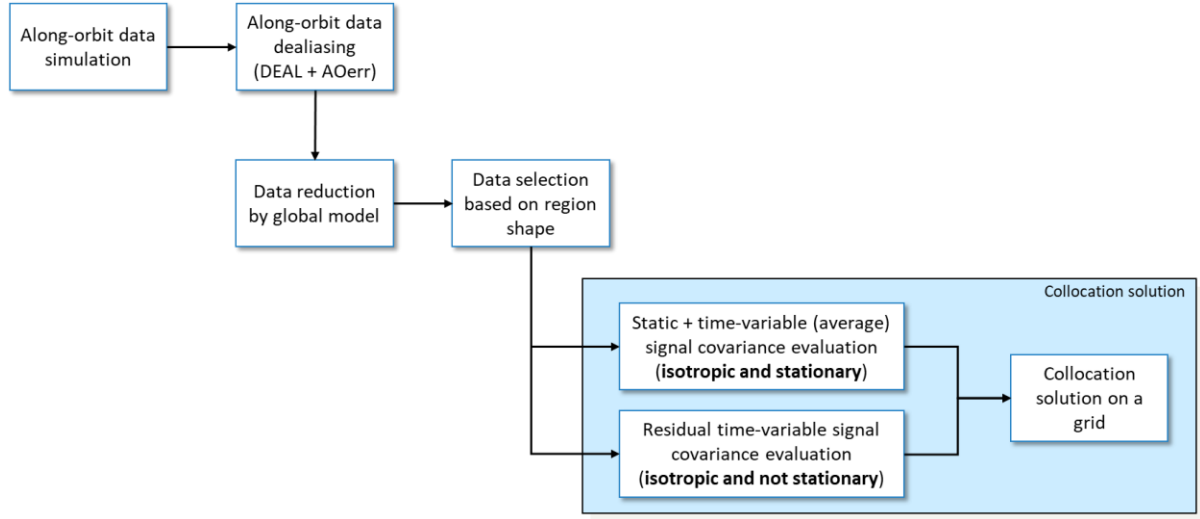 Along-orbit data
simulation
Along-orbit data
dealiasing
(DEAL + AOerr)
Data reduction
by global model
Data selection
based on region
shape
Collocation solution
Static + time-variable (average)
signal covariance evaluation
(isotropic and stationary)
Residual time-variable signal
covariance evaluation
(isotropic and not stationary)
Collocation
solution on a
grid